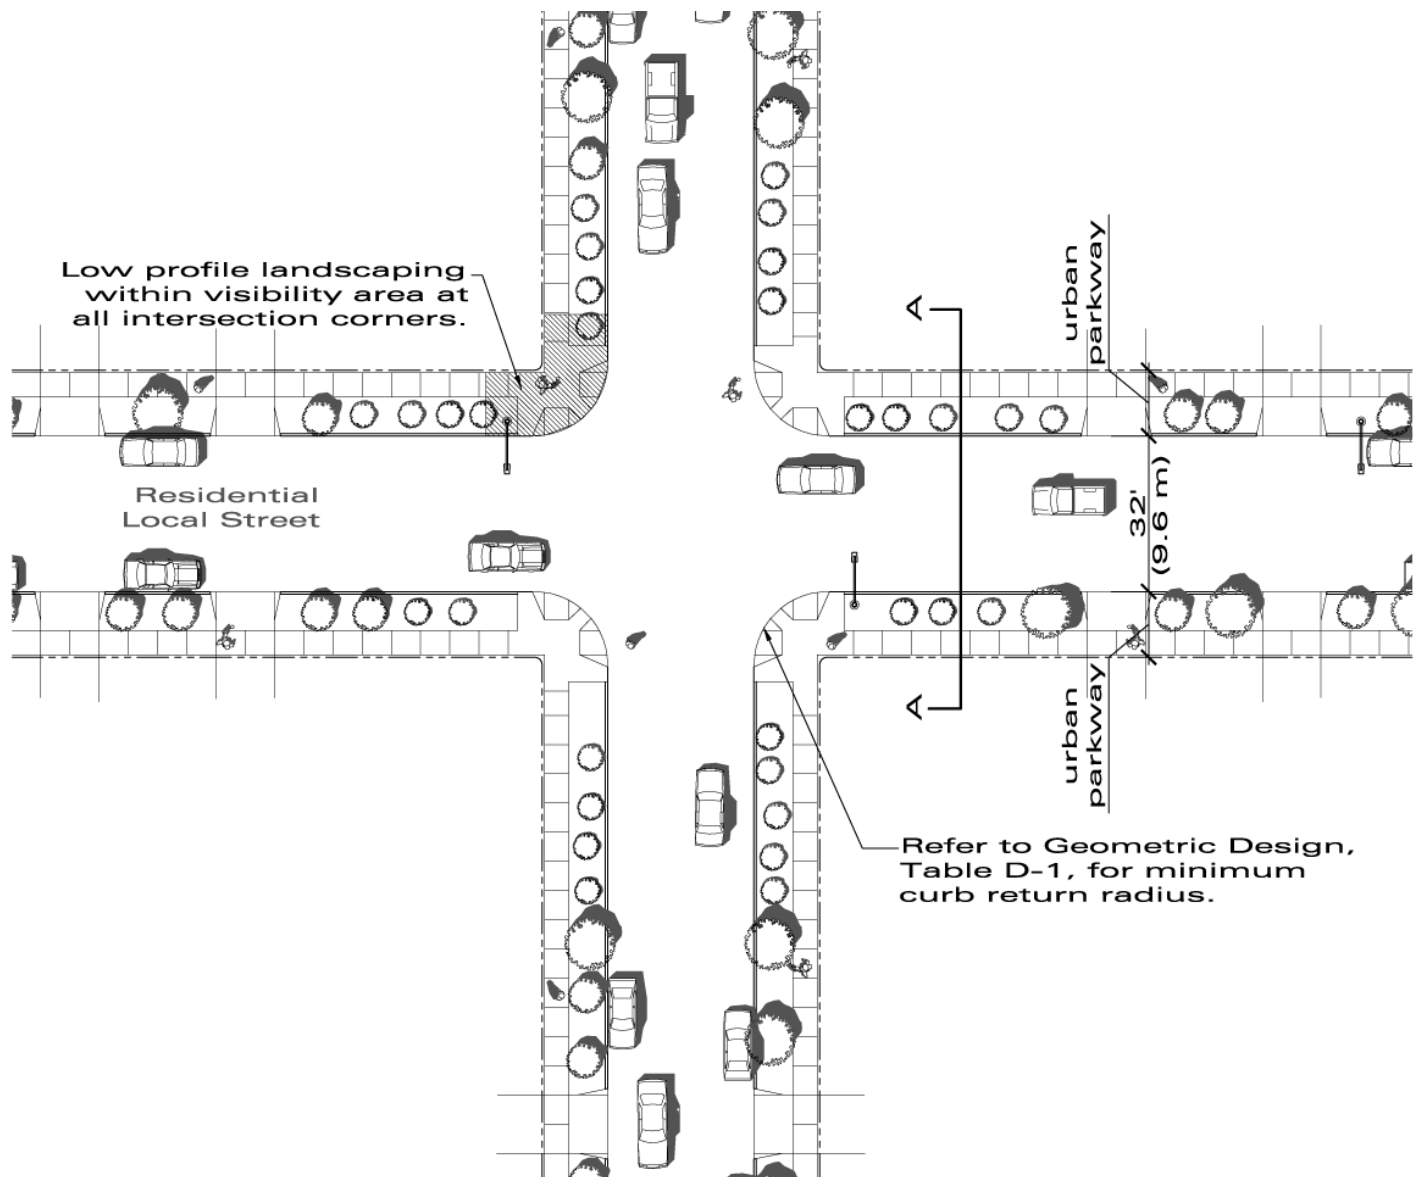 Low profile landscaping
within visibility area at
all intersection corners.
A
urban
parkway
Residential
Local Street
32'
(9.6 m)
A
urban
parkway
Refer to Geometric Design,
Table D-1, for minimum
curb return radius.